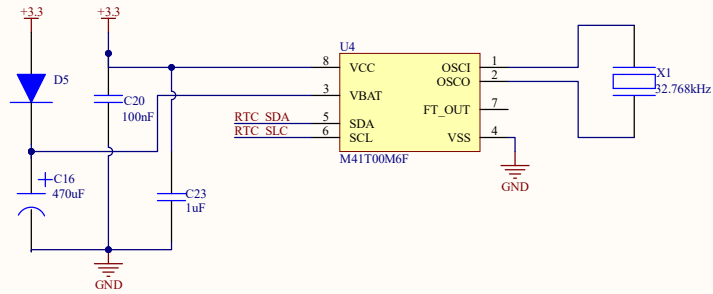 +3.3
+3.3
U4
D5
8
VCC
OSCI
1
OSCO
2
X1
32.768kHz
C20
100nF
3
VBAT
FT_OUT
7
RTC_SDA
5
SDA
RTC_SLC
6
SCL
VSS
4
M41T00M6F
C16
470uF
C23
1uF
GND
GND